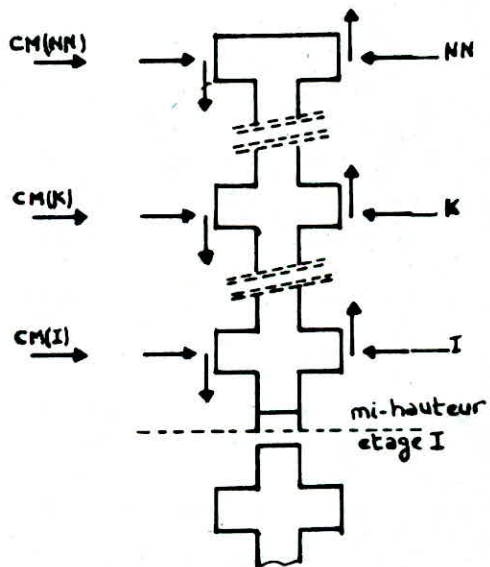 CM(NN)
NN
CM(K)
K
CM(I)
I
mi-hauteur
etage I